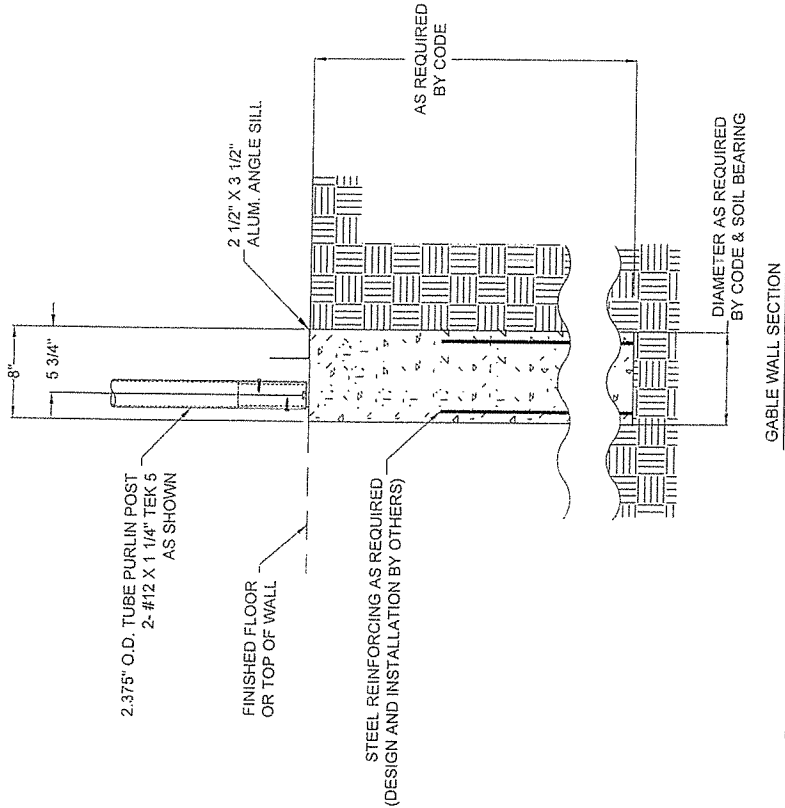 8"
5 3/4"
2.375" O.D. TUBE PURLIN POST
2- #12 X 1 1/4" TEK 5
AS SHOWN
2 1/2" X 3 1/2"
ALUM. ANGLE SILL
FINISHED FLOOR
OR TOP OF WALL
AS REQUIRED
BY CODE
STEEL REINFORCING AS REQUIRED
(DESIGN AND INSTALLATION BY OTHERS)
DIAMETER AS REQUIRED
BY CODE & SOIL BEARING
GABLE WALL SECTION